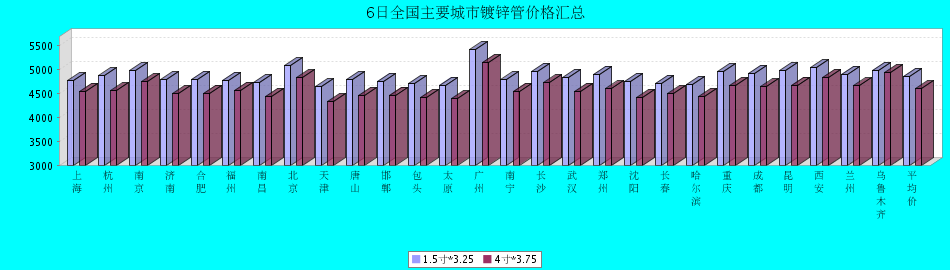 6日全国主要城市镀锌管价格汇总
5500
5000
4500
4000
3500
3000
上海
杭州
南京
济南
合肥
福州
南昌
北京
天津
唐山
邯郸
包头
太原
广州
南宁
长沙
武汉
郑州
沈阳
长春
哈尔滨
重庆
成都
昆明
西安
兰州
乌鲁木齐
平均价
1.5寸*3.25
4寸*3.75